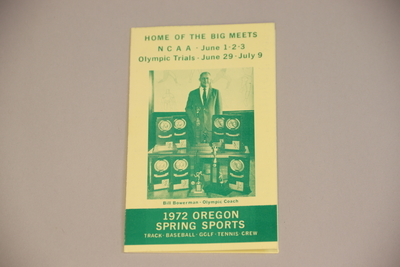 HOME OF THE BIG MEETS
NCAA - June 1-2-3
Olympic Trials - June 29 - July 9
Bill Bowerman - Olympic Coach
1972 OREGON
SPRING SPORTS
TRACK - BASEBALL - GOLF - TENNIS - CREW